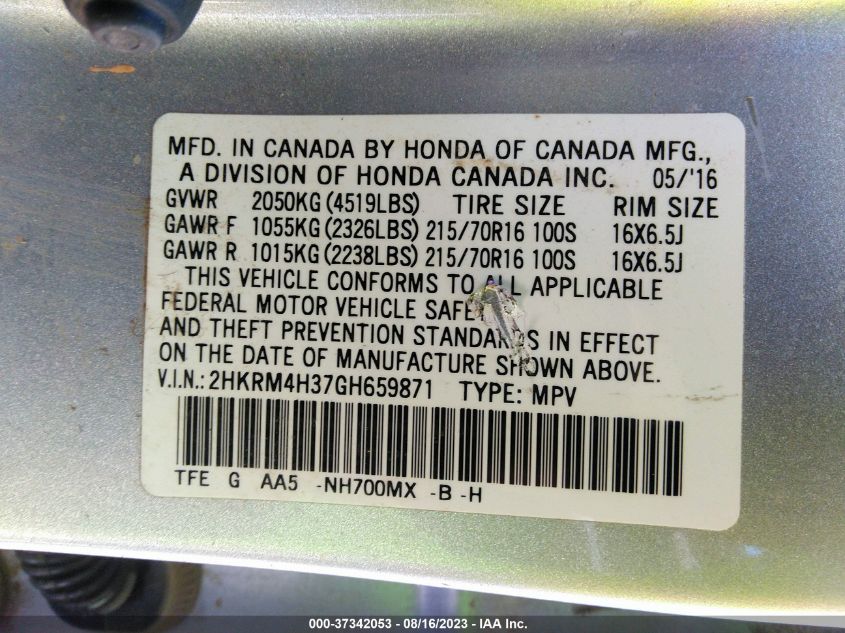 MFD. IN CANADA BY HONDA OF CANADA MFG.,
A DIVISION OF HONDA CANADA INC. 05/'16
GVWR 2050KG (4519LBS) TIRE SIZE RIM SIZE
GAWR F 1055KG (2326LBS) 215/70R16 100S 16X6.5J
GAWR R 1015KG (2238LBS) 215/70R16 100S 16X6.5J
THIS VEHICLE CONFORMS TO ALL APPLICABLE
FEDERAL MOTOR VEHICLE
AND THEFT PREVENTION STANDARDS IN EFFECT
ON THE DATE OF MANUFACTURE SHOWN ABOVE.
V.I.N.: 2HKRM4H37GH659871 TYPE: MPV
TFE G AA5 -NH700MX -B -H
000-37342053 - 08/16/2023 - IAA Inc.